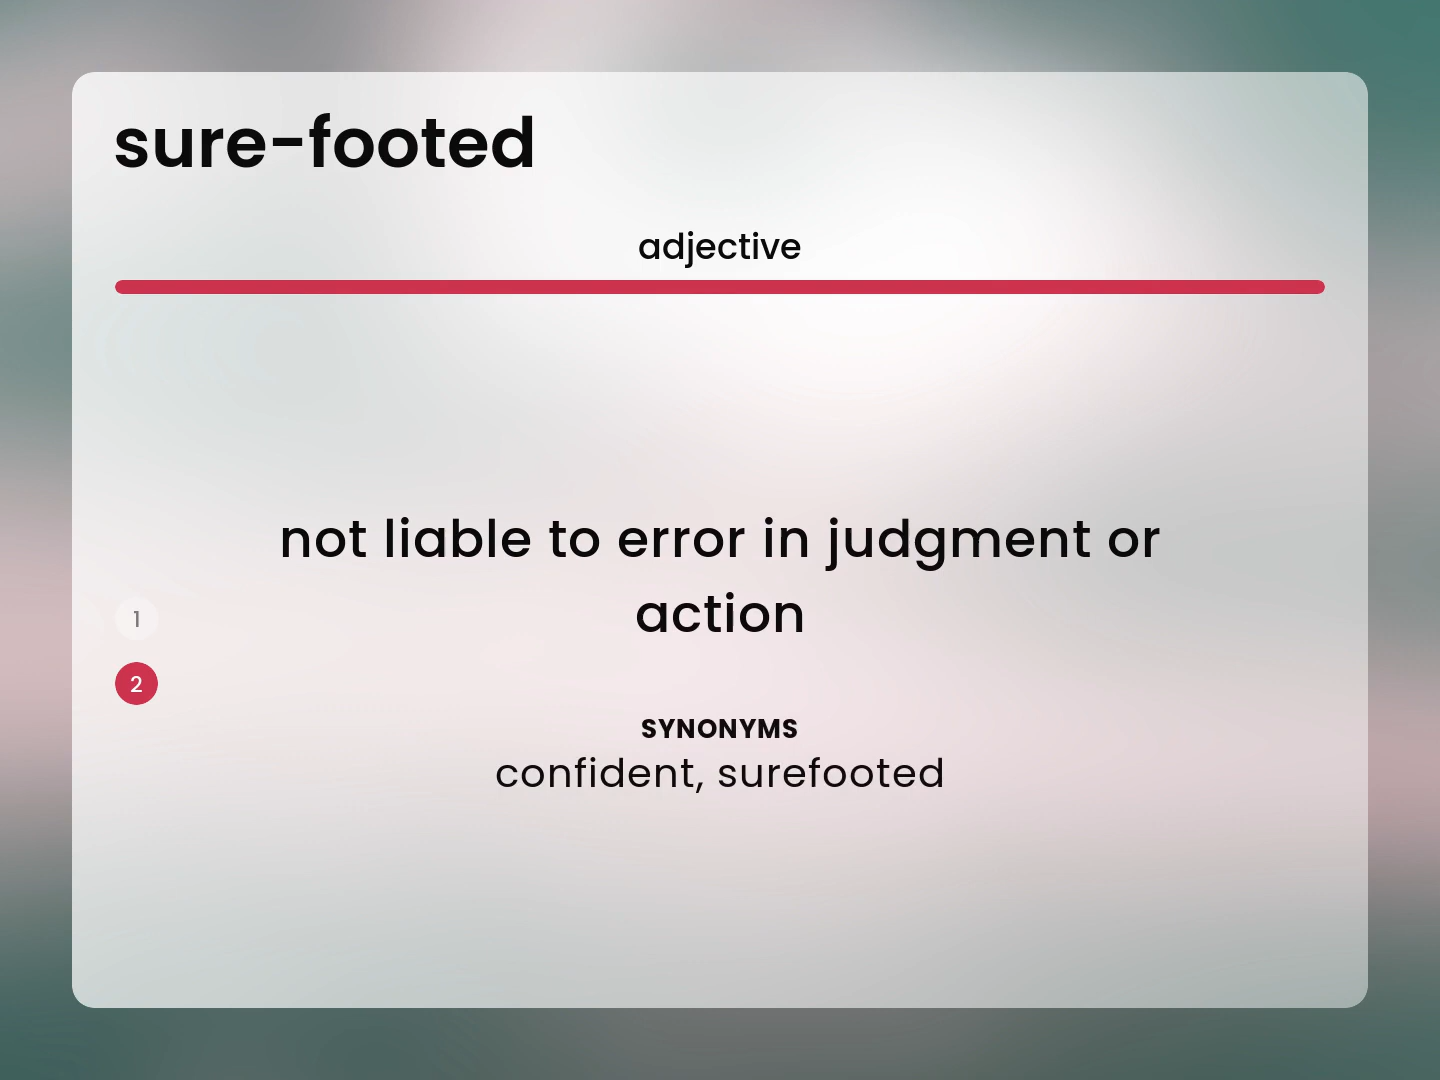 sure-footed
adjective
not liable to error in judgment or
action
1
2
SYNONYMS
confident, surefooted